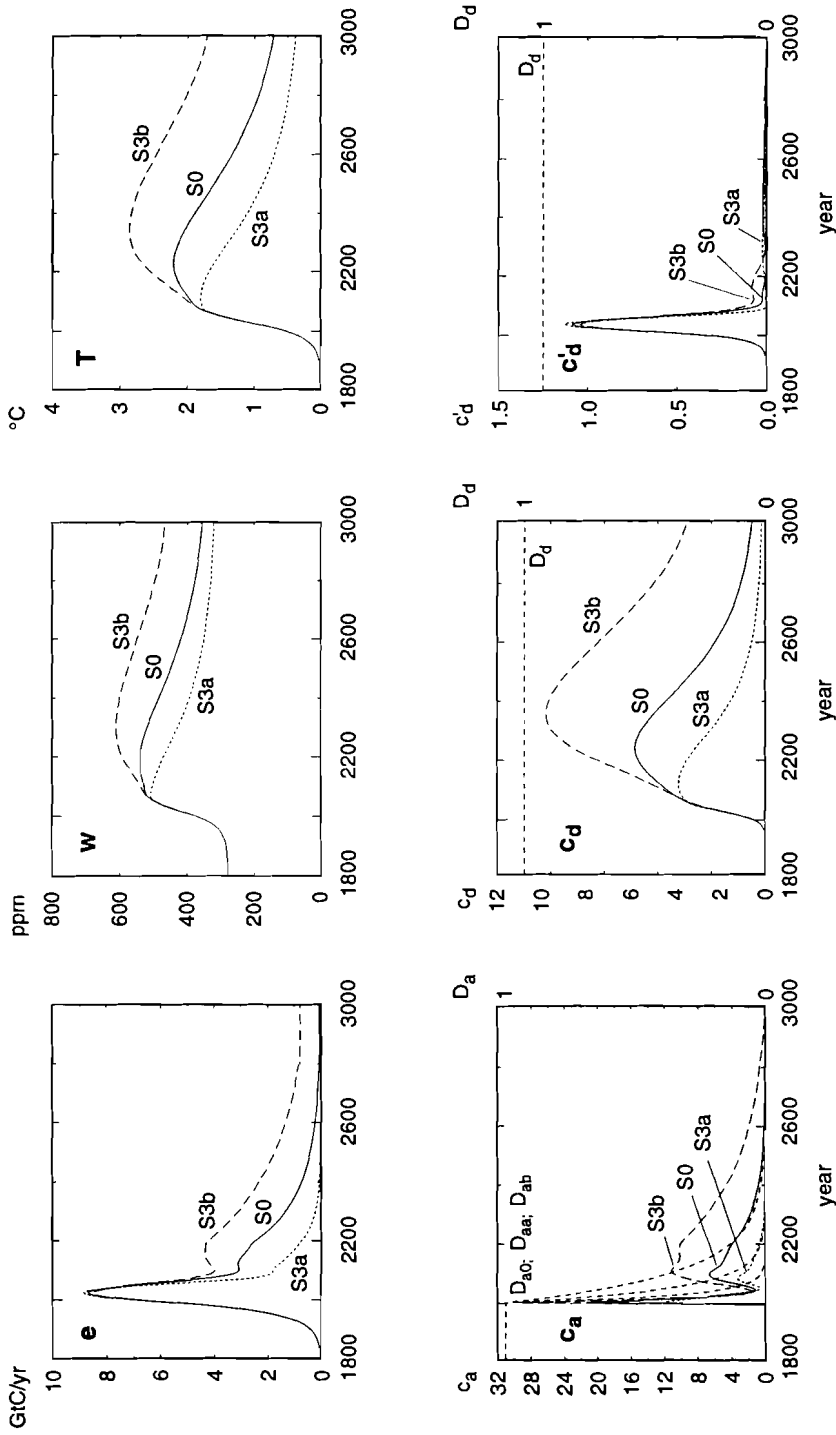 GtC/yr
10
8
6
4
2
0
e
S3b
S0
S3a
1800
2200
2600
3000
ppm
800
600
400
200
0
w
S3b
S0
S3a
1800
2200
2600
3000
°C
4
3
2
1
0
T
S3b
S0
S3a
1800
2200
2600
3000
c_a
D_a
32
28
24
20
16
12
8
4
0
1
0
D_a0; D_aa; D_ab
S3b
S0
S3a
c_a
1800
2200
2600
3000
year
c_d
D_d
12
10
8
6
4
2
0
1
0
D_d
S3b
S0
S3a
c_d
1800
2200
2600
3000
year
c'_d
D_d
1.5
1.0
0.5
0.0
1
0
D_d
S3b
S0
S3a
c'_d
1800
2200
2600
3000
year